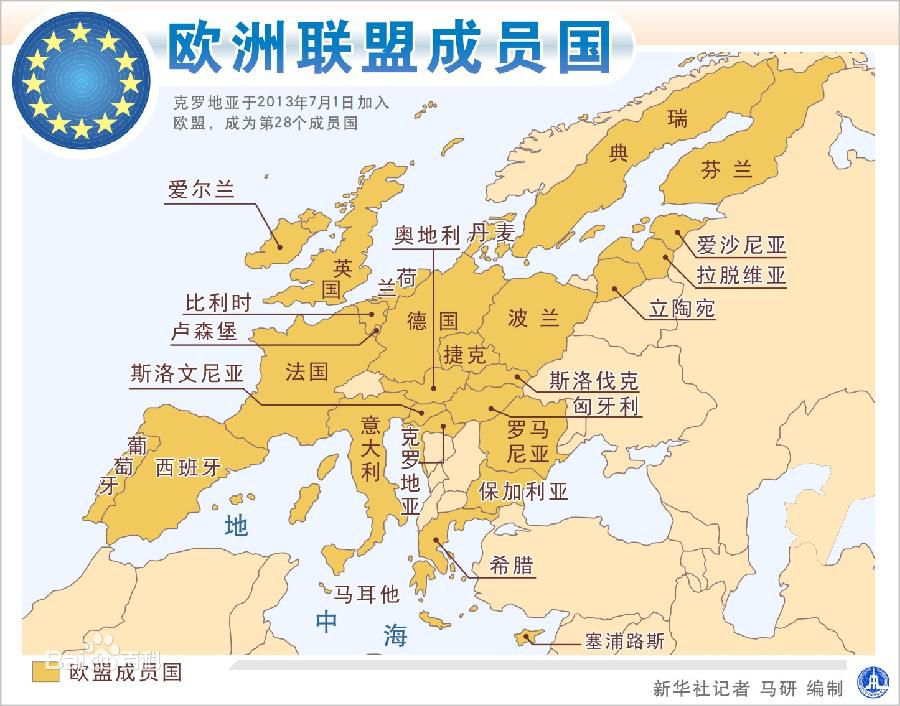 欧洲联盟成员国
克罗地亚于2013年7月1日加入
欧盟，成为第28个成员国
瑞
典
芬兰
爱尔兰
奥地利
丹麦
爱沙尼亚
拉脱维亚
立陶宛
英
国
荷
兰
比利时
卢森堡
德国
波兰
捷克
斯洛文尼亚
法国
斯洛伐克
匈牙利
意
大
利
克
罗
地
亚
罗马
尼亚
葡
萄
牙
西班牙
保加利亚
地
希腊
马耳他
中
海
塞浦路斯
Bai
百科
欧盟成员国
新华社记者 马研 编制